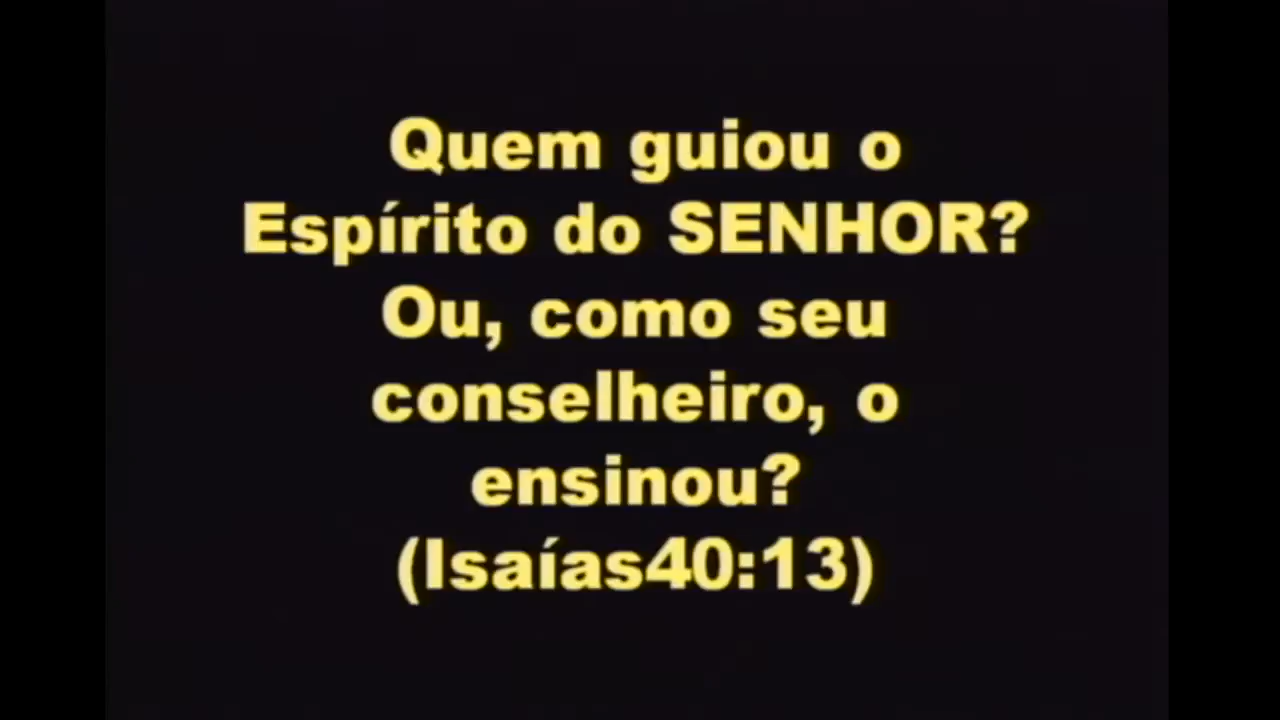 Quem guiou o
Espírito do SENHOR?
Ou, como seu
conselheiro, o
ensinou?
(Isaías40:13)